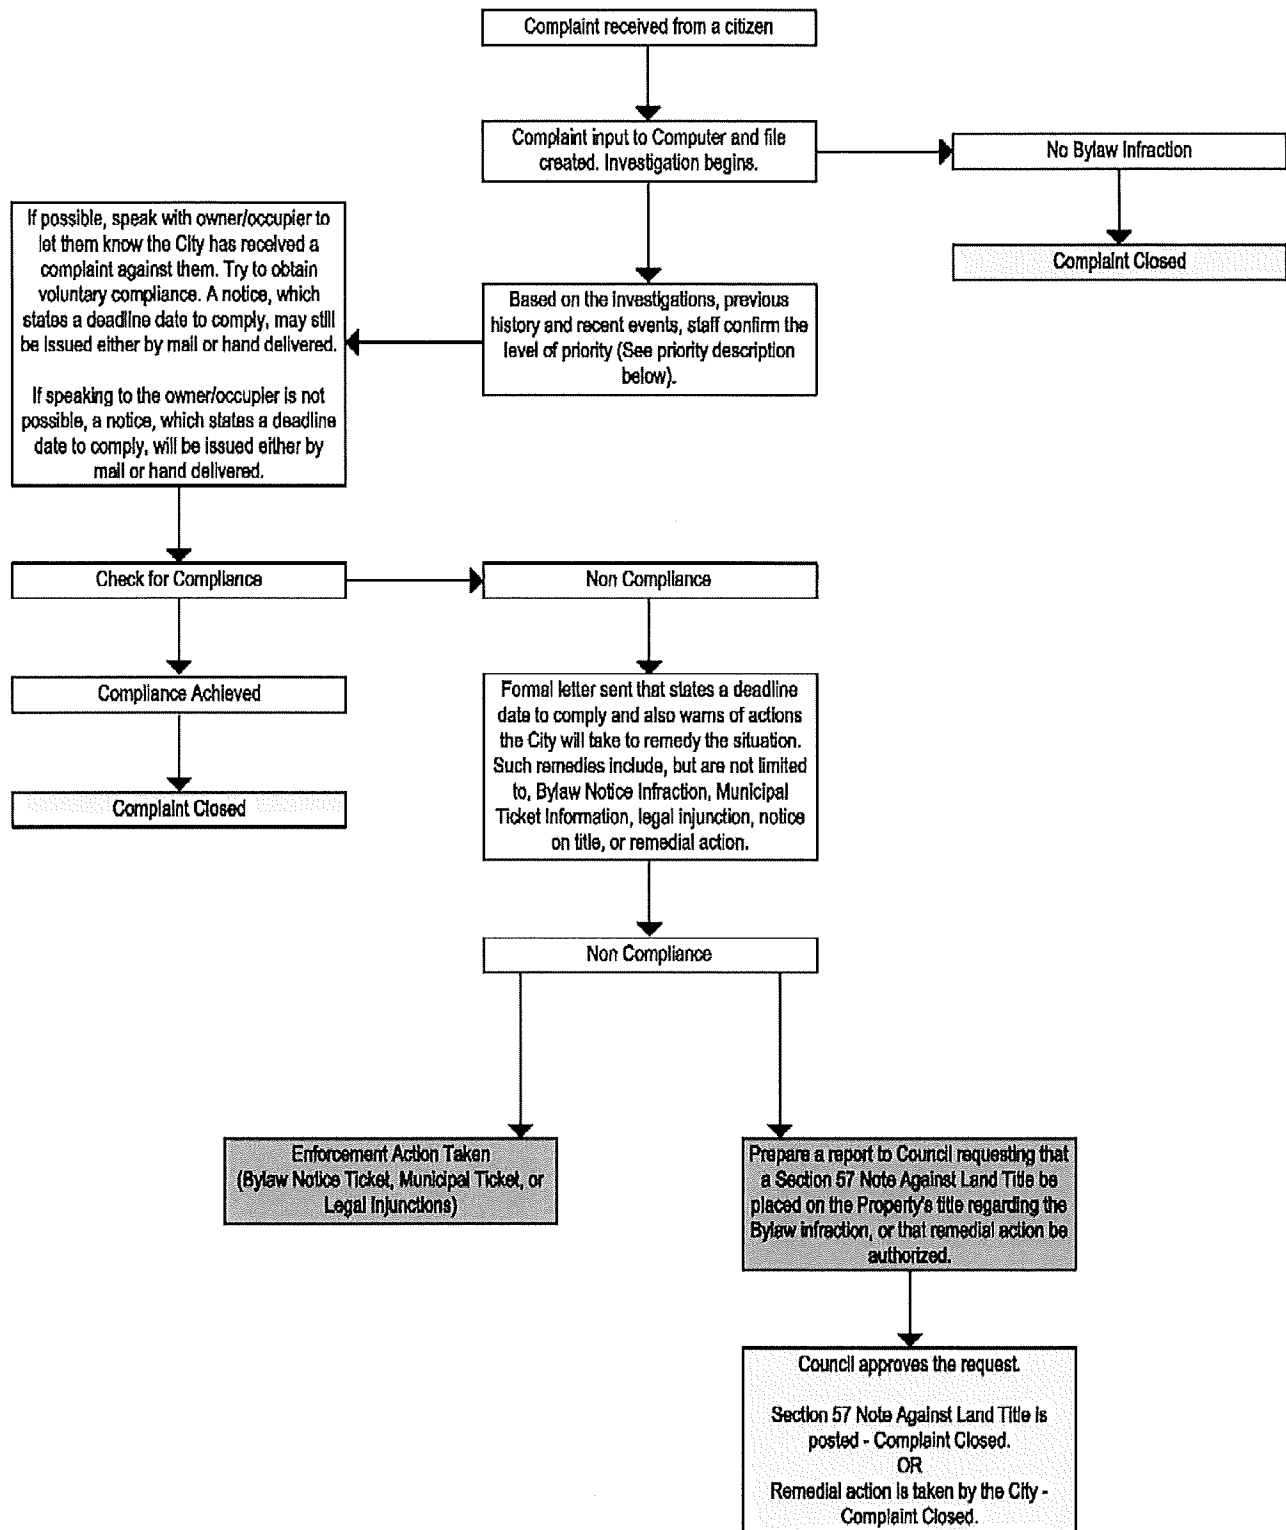 Complaint received from a citizen
Complaint input to Computer and file
created. Investigation begins.
No Bylaw Infraction
Complaint Closed
Based on the investigations, previous
history and recent events, staff confirm the
level of priority (See priority description
below).
If possible, speak with owner/occupier to
let them know the City has received a
complaint against them. Try to obtain
voluntary compliance. A notice, which
states a deadline date to comply, may still
be issued either by mail or hand delivered.
If speaking to the owner/occupier is not
possible, a notice, which states a deadline
date to comply, will be issued either by
mail or hand delivered.
Check for Compliance
Non Compliance
Compliance Achieved
Complaint Closed
Formal letter sent that states a deadline
date to comply and also warns of actions
the City will take to remedy the situation.
Such remedies include, but are not limited
to, Bylaw Notice Infraction, Municipal
Ticket Information, legal injunction, notice
on title, or remedial action.
Non Compliance
Enforcement Action Taken
(Bylaw Notice Ticket, Municipal Ticket, or
Legal Injunctions)
Prepare a report to Council requesting that
a Section 57 Note Against Land Title be
placed on the Property's title regarding the
Bylaw infraction, or that remedial action be
authorized.
Council approves the request.
Section 57 Note Against Land Title is
posted - Complaint Closed.
OR
Remedial action is taken by the City -
Complaint Closed.